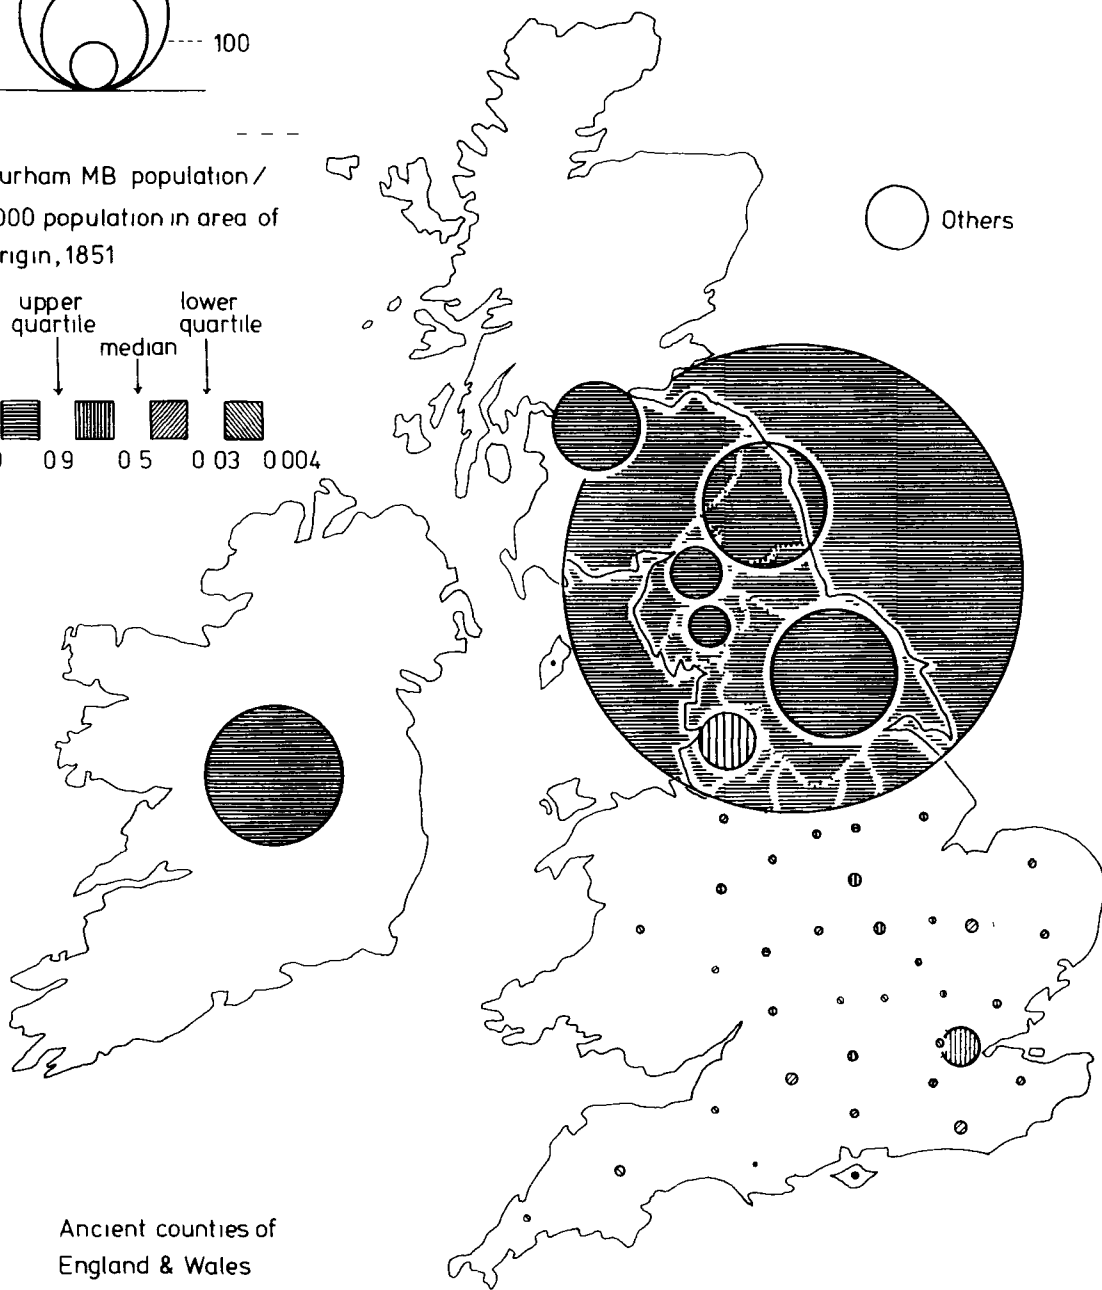 100
urham MB population/
000 population in area of
rigin, 1851
upper
quartile
lower
quartile
median
0 9 0 5 0 03 0 004
Others
Ancient counties of
England & Wales